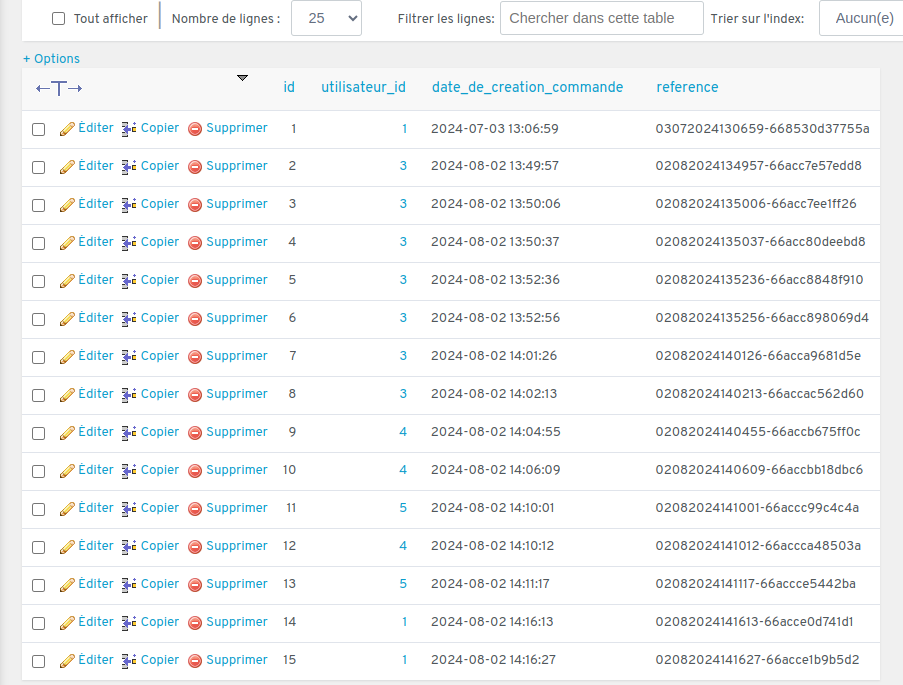 Tout afficher Nombre de lignes : 25 Filtrer les lignes: Chercher dans cette table Trier sur l'index: Aucun(e)
+ Options
←T→ id utilisateur_id date_de_creation_commande reference
Éditer Copier Supprimer 1 1 2024-07-03 13:06:59 03072024130659-668530d37755a
Éditer Copier Supprimer 2 3 2024-08-02 13:49:57 02082024134957-66acc7e57edd8
Éditer Copier Supprimer 3 3 2024-08-02 13:50:06 02082024135006-66acc7ee1ff26
Éditer Copier Supprimer 4 3 2024-08-02 13:50:37 02082024135037-66acc80deebd8
Éditer Copier Supprimer 5 3 2024-08-02 13:52:36 02082024135236-66acc8848f910
Éditer Copier Supprimer 6 3 2024-08-02 13:52:56 02082024135256-66acc898069d4
Éditer Copier Supprimer 7 3 2024-08-02 14:01:26 02082024140126-66acca9681d5e
Éditer Copier Supprimer 8 3 2024-08-02 14:02:13 02082024140213-66accac562d60
Éditer Copier Supprimer 9 4 2024-08-02 14:04:55 02082024140455-66accb675ff0c
Éditer Copier Supprimer 10 4 2024-08-02 14:06:09 02082024140609-66accbb18dbc6
Éditer Copier Supprimer 11 5 2024-08-02 14:10:01 02082024141001-66accc99c4c4a
Éditer Copier Supprimer 12 4 2024-08-02 14:10:12 02082024141012-66accca48503a
Éditer Copier Supprimer 13 5 2024-08-02 14:11:17 02082024141117-66accce5442ba
Éditer Copier Supprimer 14 1 2024-08-02 14:16:13 02082024141613-66acce0d741d1
Éditer Copier Supprimer 15 1 2024-08-02 14:16:27 02082024141627-66acce1b9b5d2